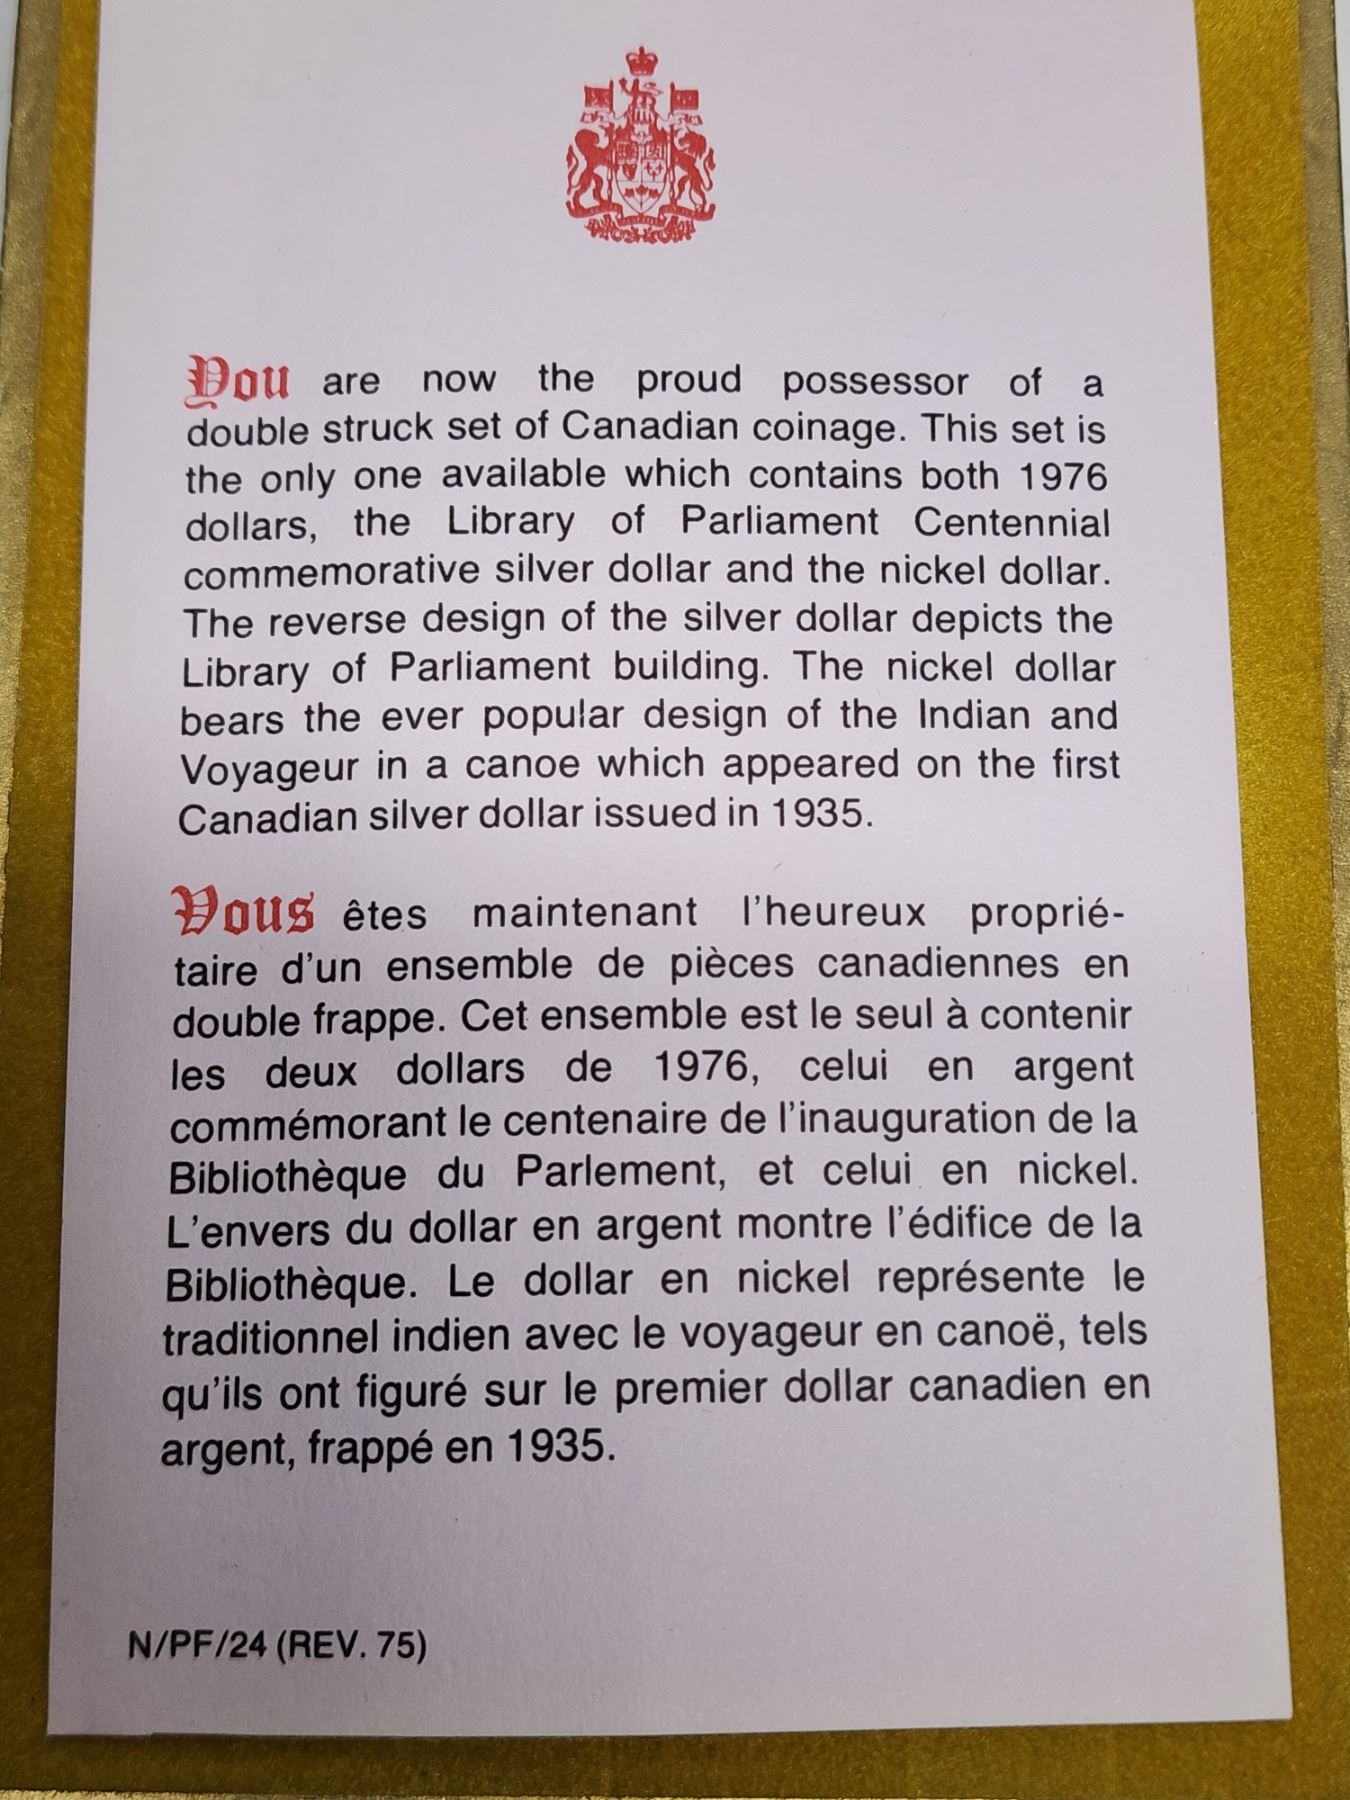 You are now the proud possessor of a
double struck set of Canadian coinage. This set is
the only one available which contains both 1976
dollars, the Library of Parliament Centennial
commemorative silver dollar and the nickel dollar.
The reverse design of the silver dollar depicts the
Library of Parliament building. The nickel dollar
bears the ever popular design of the Indian and
Voyageur in a canoe which appeared on the first
Canadian silver dollar issued in 1935.
Vous êtes maintenant l'heureux proprié-
taire d'un ensemble de pièces canadiennes en
double frappe. Cet ensemble est le seul à contenir
les deux dollars de 1976, celui en argent
commémorant le centenaire de l'inauguration de la
Bibliothèque du Parlement, et celui en nickel.
L'envers du dollar en argent montre l'édifice de la
Bibliothèque. Le dollar en nickel représente le
traditionnel indien avec le voyageur en canoë, tels
qu'ils ont figuré sur le premier dollar canadien en
argent, frappé en 1935.
N/PF/24 (REV. 75)